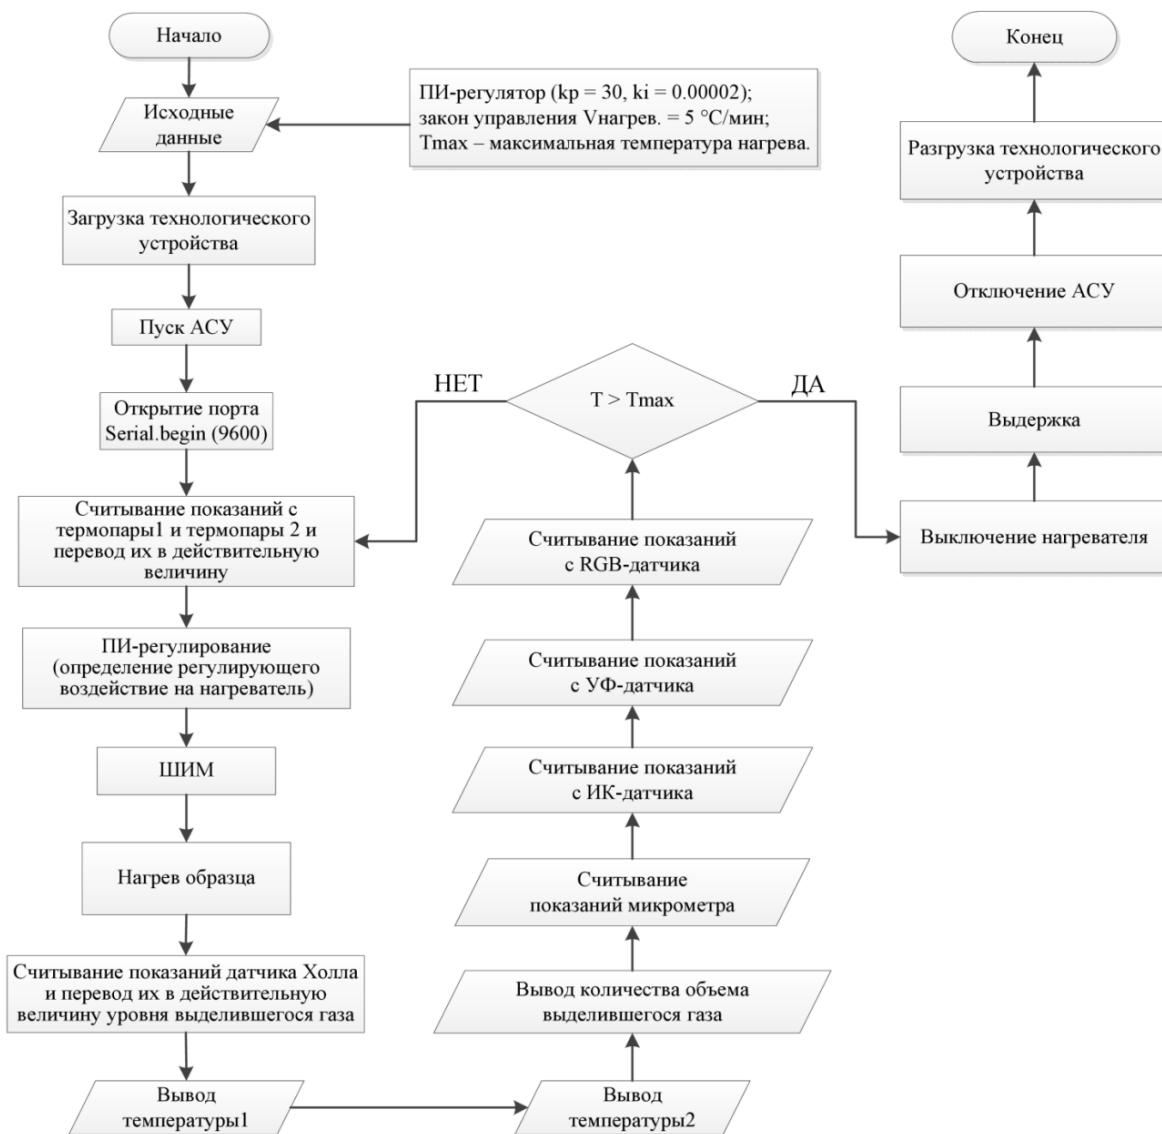 Начало
Исходные
данные
ПИ-регулятор (kp = 30, ki = 0.00002);
закон управления Vнагрев. = 5 °С/мин;
Tmax – максимальная температура нагрева.
Загрузка технологического
устройства
Пуск АСУ
Открытие порта
Serial.begin (9600)
Считывание показаний с
термопары1 и термопары 2 и
перевод их в действительную
величину
ПИ-регулирование
(определение регулирующего
воздействие на нагреватель)
ШИМ
Нагрев образца
Считывание показаний датчика Холла
и перевод их в действительную
величину уровня выделившегося газа
Вывод
температуры1
Вывод
температуры2
Вывод количества объема
выделившегося газа
Считывание
показаний микрометра
Считывание показаний
с ИК-датчика
Считывание показаний
с УФ-датчика
Считывание показаний
с RGB-датчика
T > Tmax
НЕТ
ДА
Выключение нагревателя
Выдержка
Отключение АСУ
Разгрузка технологического
устройства
Конец